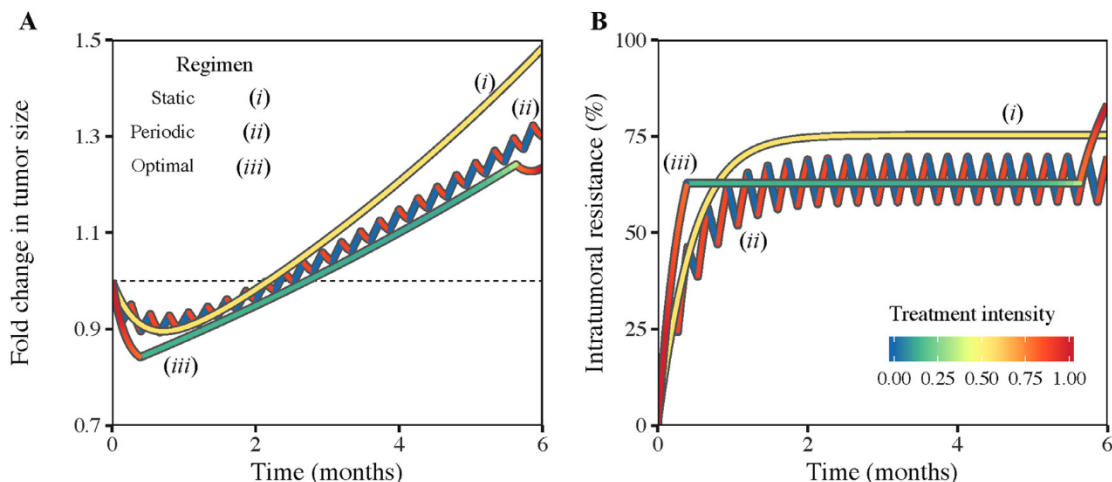 A
Fold change in tumor size
1.5
1.3
1.1
0.9
0.7
Regimen
Static (i)
Periodic (ii)
Optimal (iii)
(i)
(ii)
(iii)
0 2 4 6
Time (months)
B
Intratumoral resistance (%)
100
75
50
25
0
(i)
(iii)
(ii)
Treatment intensity
0.00 0.25 0.50 0.75 1.00
0 2 4 6
Time (months)